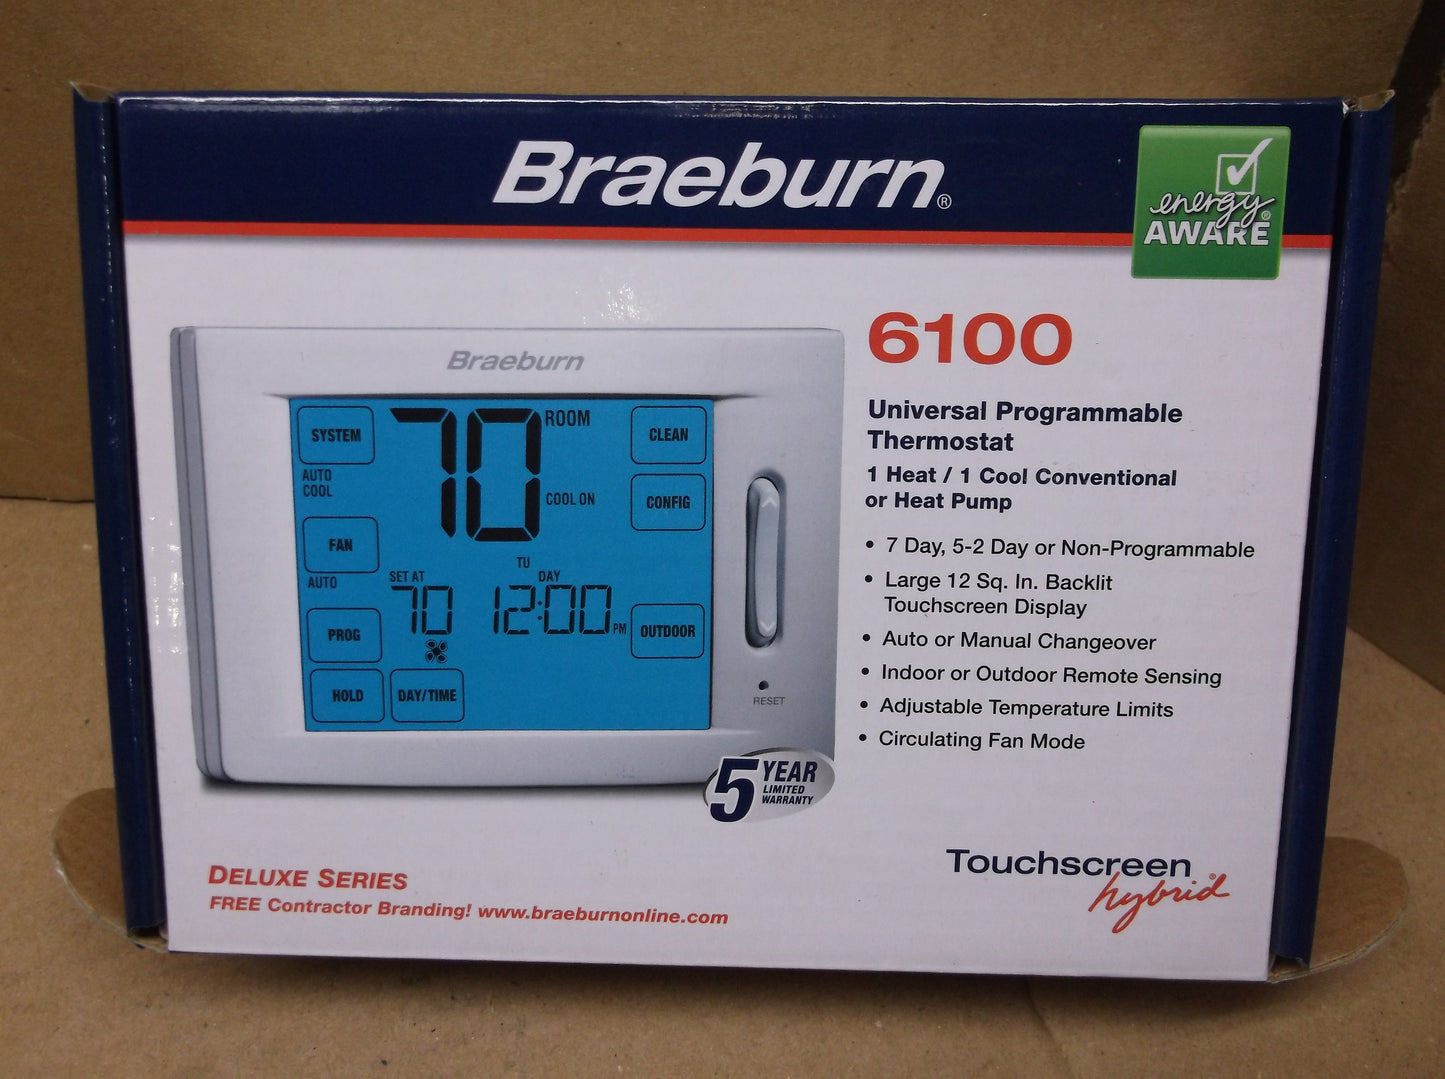 Braeburn®
energy®
AWARE
Braeburn
SYSTEM
70 ROOM
CLEAN
AUTO
COOL
COOL ON
CONFIG
FAN
TU
AUTO
SET AT
DAY
PROG
70
12:00 PM
OUTDOOR
HOLD
DAY/TIME
RESET
5 YEAR
LIMITED
WARRANTY
6100
Universal Programmable
Thermostat
1 Heat / 1 Cool Conventional
or Heat Pump
• 7 Day, 5-2 Day or Non-Programmable
• Large 12 Sq. In. Backlit
Touchscreen Display
• Auto or Manual Changeover
• Indoor or Outdoor Remote Sensing
• Adjustable Temperature Limits
• Circulating Fan Mode
DELUXE SERIES
FREE Contractor Branding! www.braeburnonline.com
Touchscreen
hybrid®